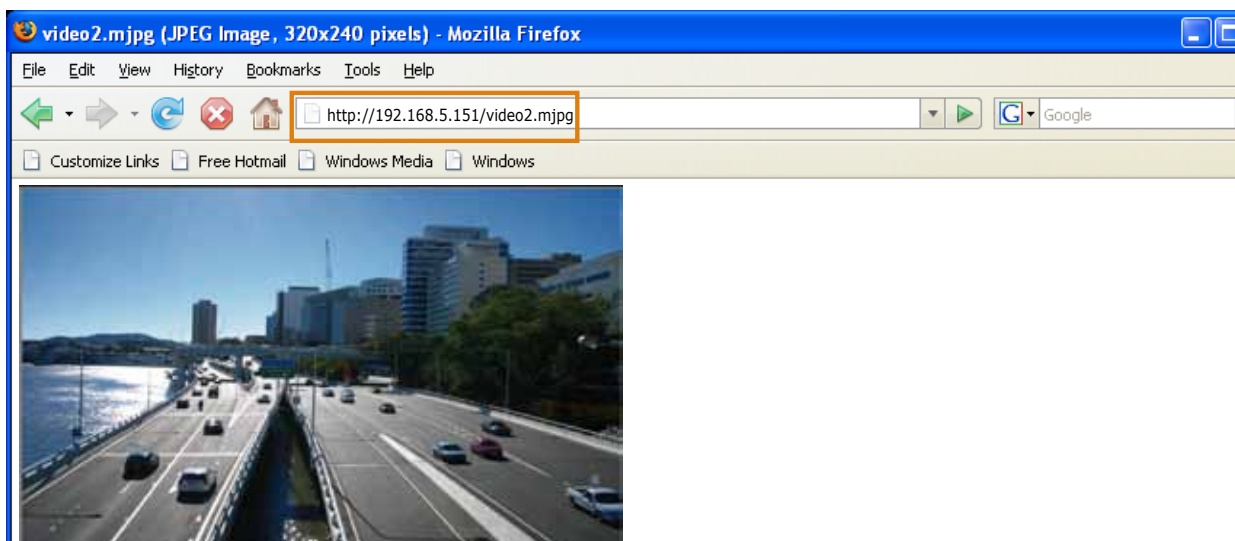 video2.mjpg (JPEG Image, 320x240 pixels) - Mozilla Firefox
File Edit View History Bookmarks Tools Help
http://192.168.5.151/video2.mjpg G Google
Customize Links Free Hotmail Windows Media Windows